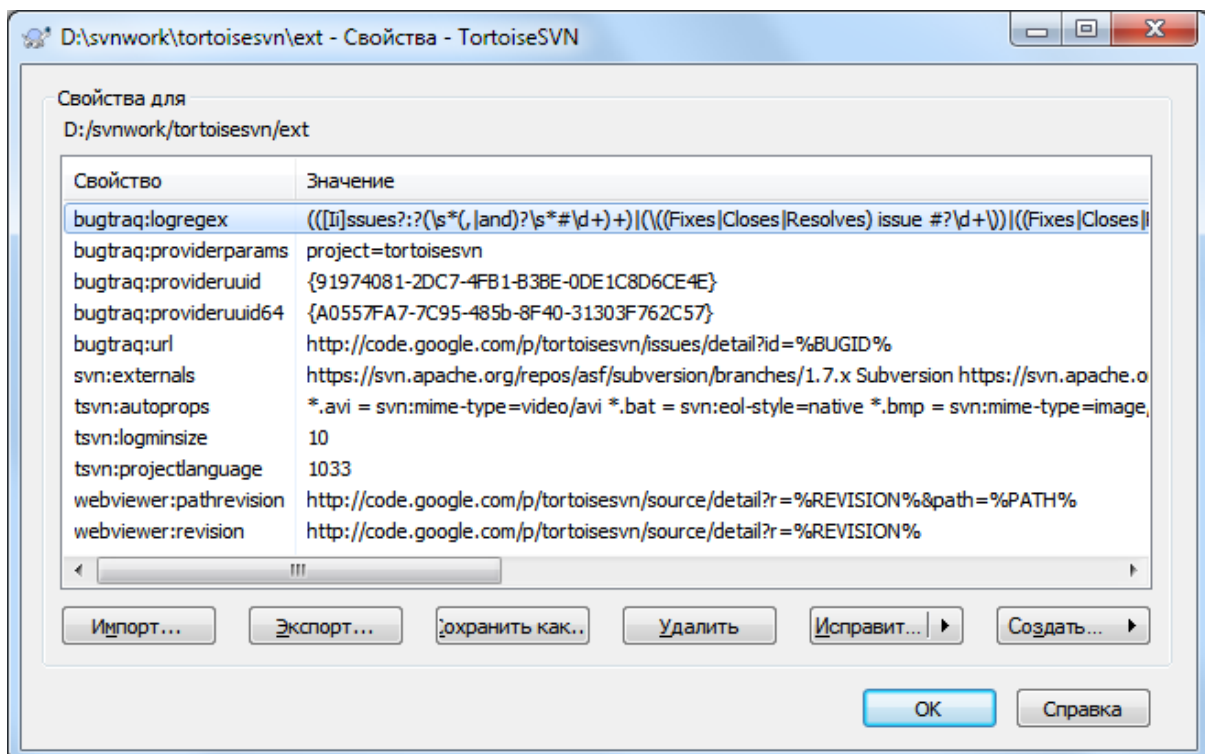 D:\svnwork\tortoisesvn\ext - Свойства - TortoiseSVN
Свойства для
D:/svnwork/tortoisesvn/ext
Свойство Значение
bugtraq:logregex (([Ii]ssues?:?(\s*(,|and)?\s*#\d+)+)|(\((Fixes|Closes|Resolves) issue #?\d+\))|((Fixes|Closes|
bugtraq:providerparams project=tortoisesvn
bugtraq:provideruuid {91974081-2DC7-4FB1-B3BE-0DE1C8D6CE4E}
bugtraq:provideruuid64 {A0557FA7-7C95-485b-8F40-31303F762C57}
bugtraq:url http://code.google.com/p/tortoisesvn/issues/detail?id=%BUGID%
svn:externals https://svn.apache.org/repos/asf/subversion/branches/1.7.x Subversion https://svn.apache.o
tsvn:autoprops *.avi = svn:mime-type=video/avi *.bat = svn:eol-style=native *.bmp = svn:mime-type=image
tsvn:logminsize 10
tsvn:projectlanguage 1033
webviewer:pathrevision http://code.google.com/p/tortoisesvn/source/detail?r=%REVISION%&path=%PATH%
webviewer:revision http://code.google.com/p/tortoisesvn/source/detail?r=%REVISION%
Импорт... Экспорт... Сохранить как.. Удалить Исправит... Создать...
OK Справка